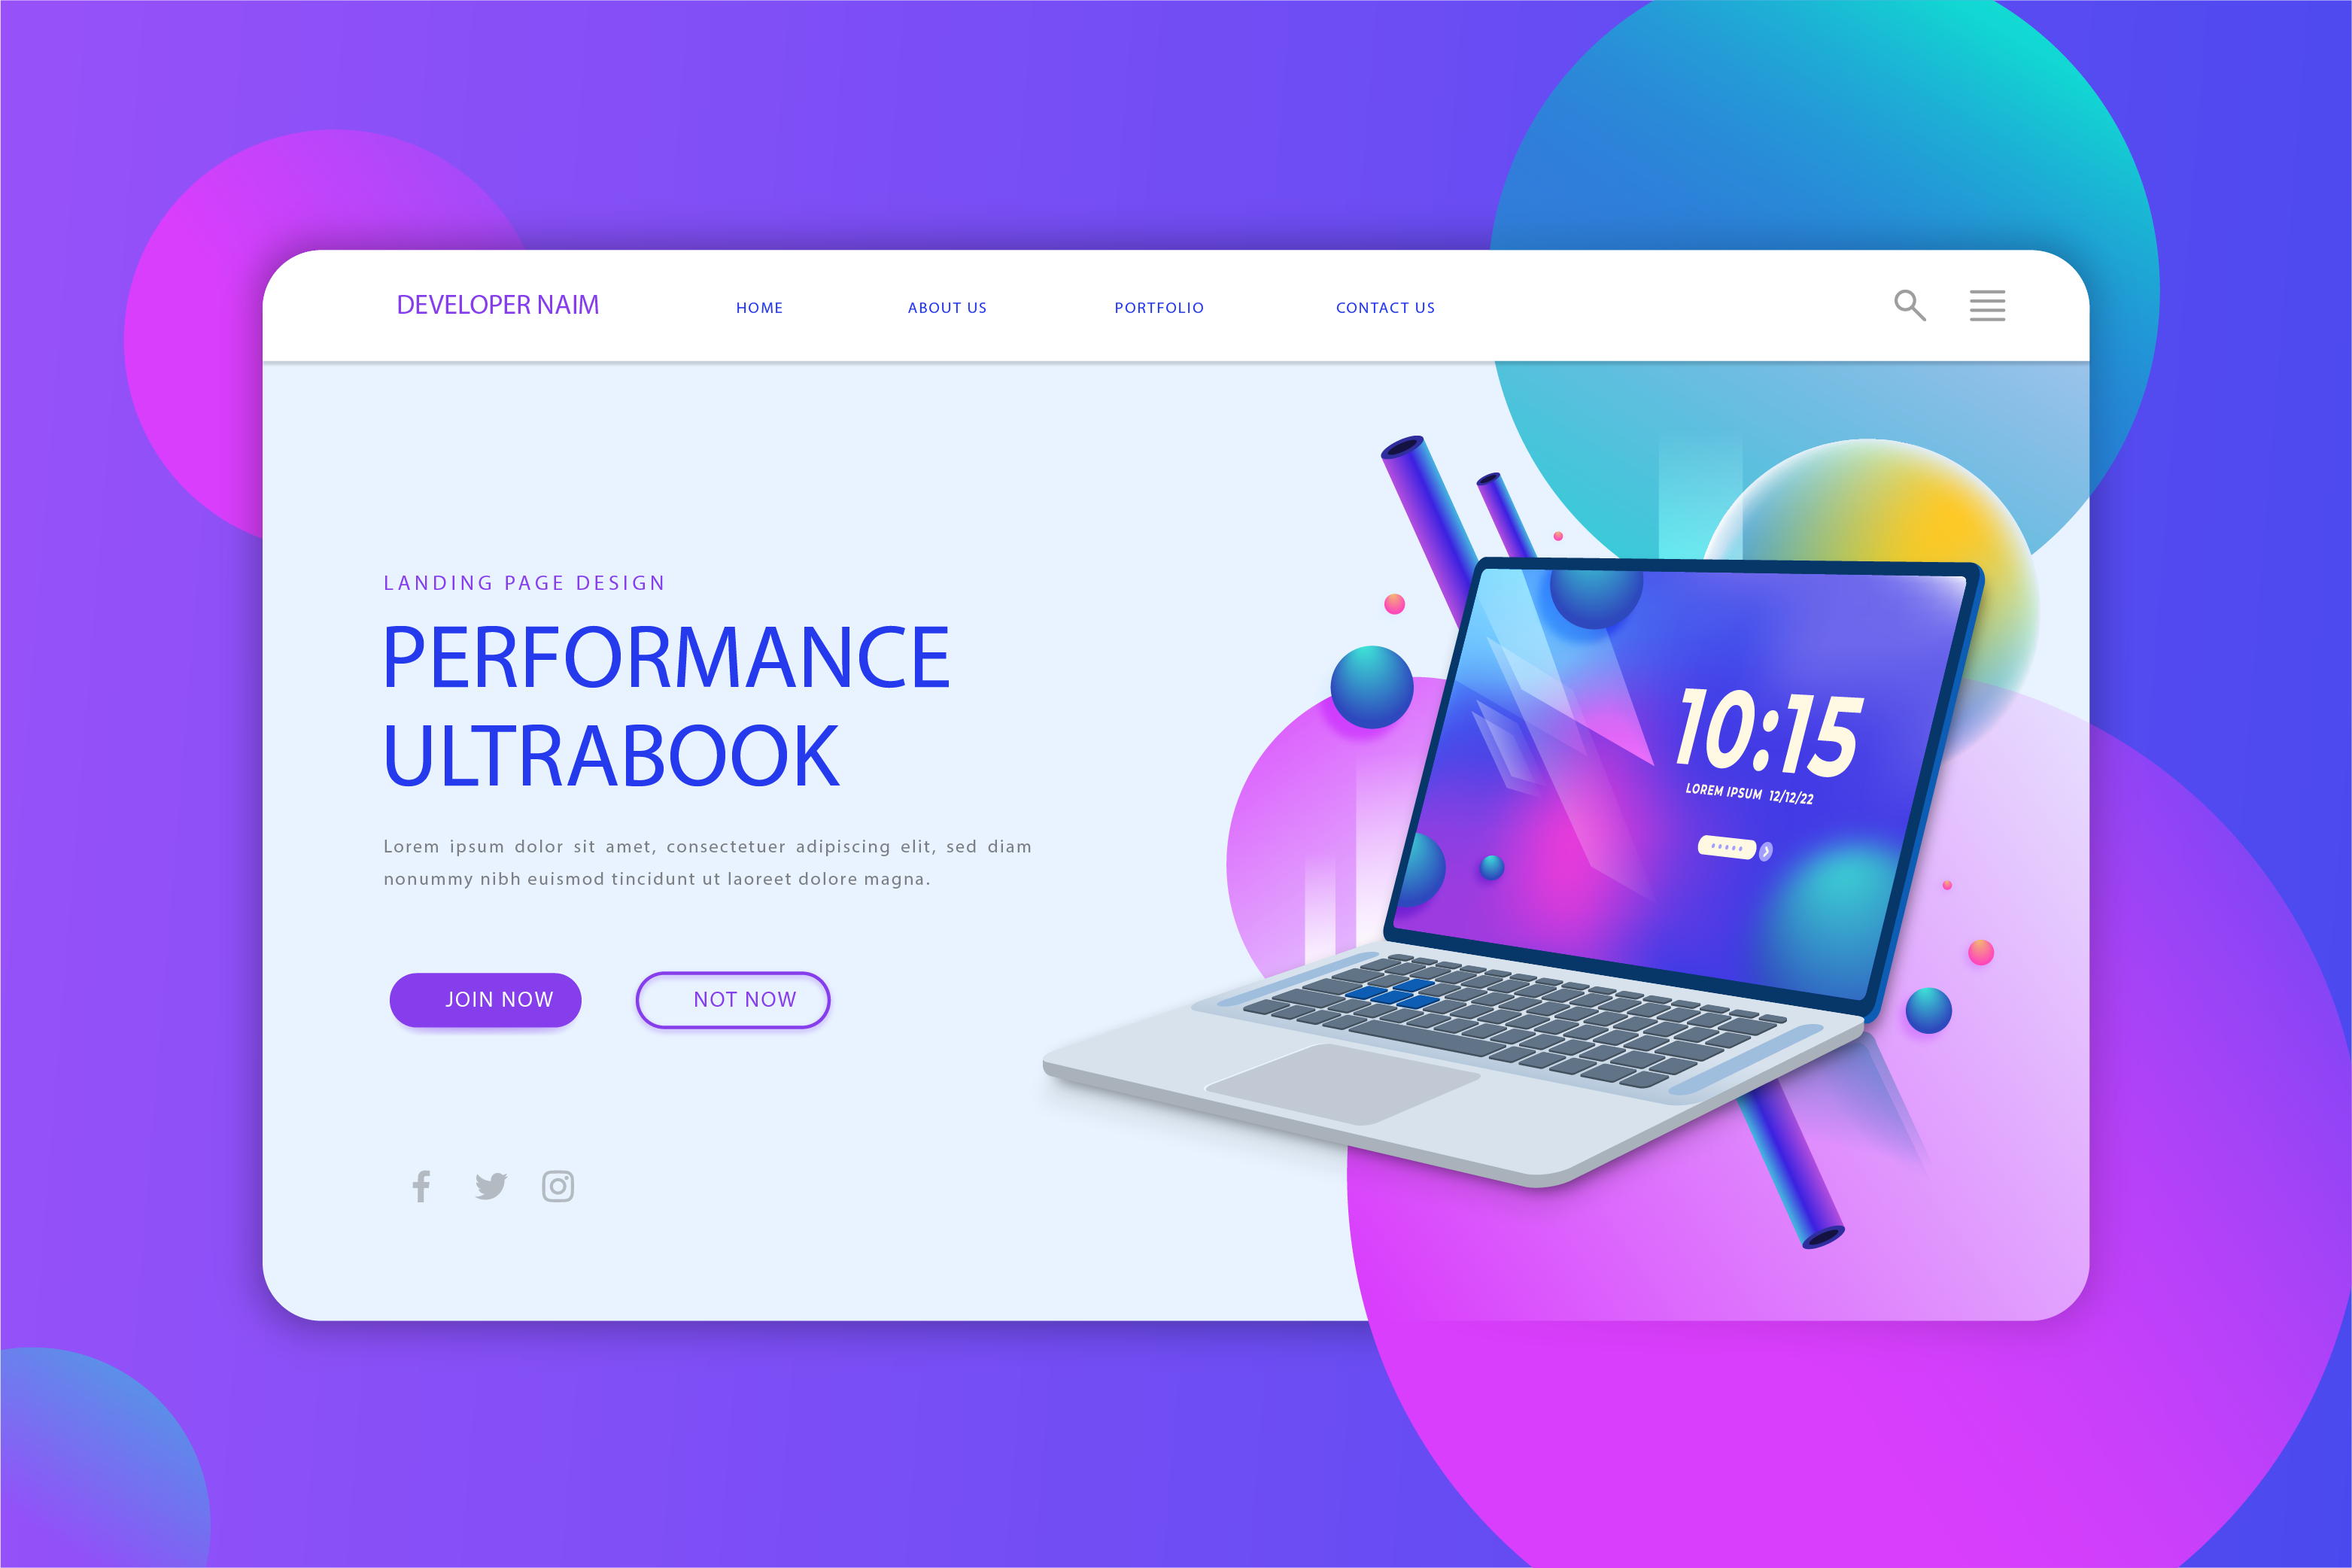 DEVELOPER NAIM
HOME
ABOUT US
PORTFOLIO
CONTACT US
LANDING PAGE DESIGN
PERFORMANCE
ULTRABOOK
Lorem ipsum dolor sit amet, consectetuer adipiscing elit, sed diam
nonummy nibh euismod tincidunt ut laoreet dolore magna.
JOIN NOW
NOT NOW
10:15
LOREM IPSUM 12/12/22